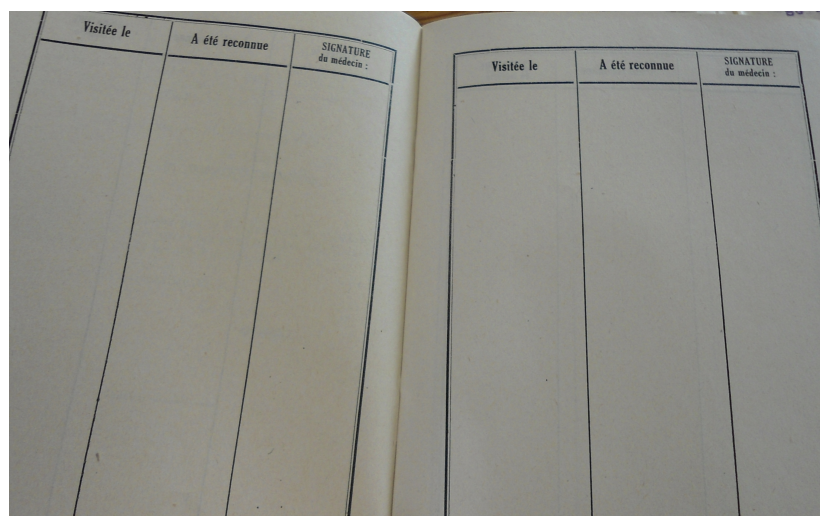 Visitée le
A été reconnue
SIGNATURE
du médecin :
Visitée le
A été reconnue
SIGNATURE
du médecin :